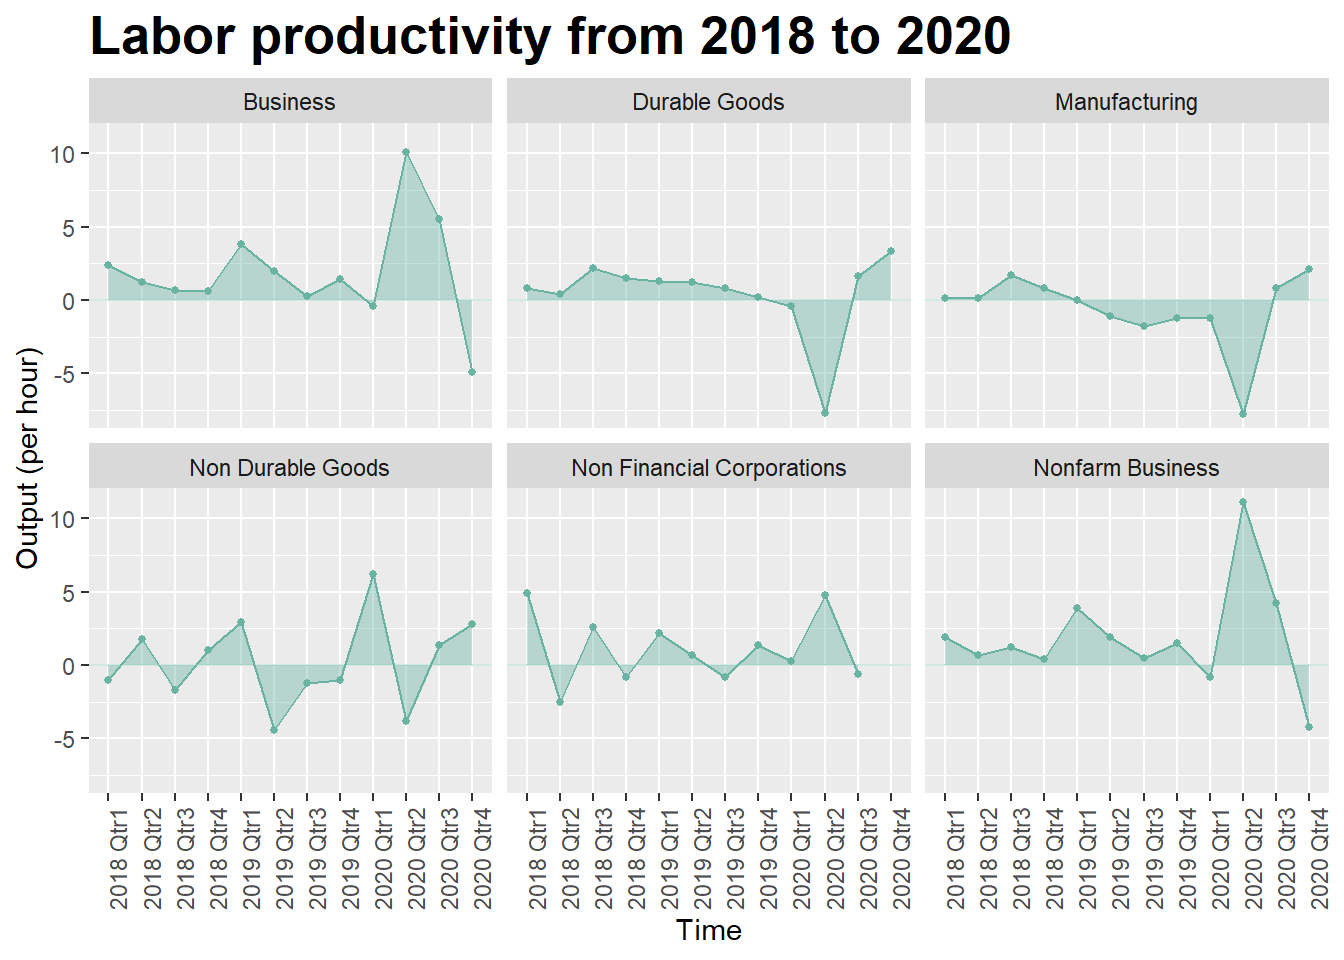 Labor productivity from 2018 to 2020
Business
Durable Goods
Manufacturing
10
5
0
-5
Output (per hour)
Non Durable Goods
Non Financial Corporations
Nonfarm Business
10
5
0
-5
2018 Qtr1
2018 Qtr2
2018 Qtr3
2018 Qtr4
2019 Qtr1
2019 Qtr2
2019 Qtr3
2019 Qtr4
2020 Qtr1
2020 Qtr2
2020 Qtr3
2020 Qtr4
2018 Qtr1
2018 Qtr2
2018 Qtr3
2018 Qtr4
2019 Qtr1
2019 Qtr2
2019 Qtr3
2019 Qtr4
2020 Qtr1
2020 Qtr2
2020 Qtr3
2020 Qtr4
2018 Qtr1
2018 Qtr2
2018 Qtr3
2018 Qtr4
2019 Qtr1
2019 Qtr2
2019 Qtr3
2019 Qtr4
2020 Qtr1
2020 Qtr2
2020 Qtr3
2020 Qtr4
Time